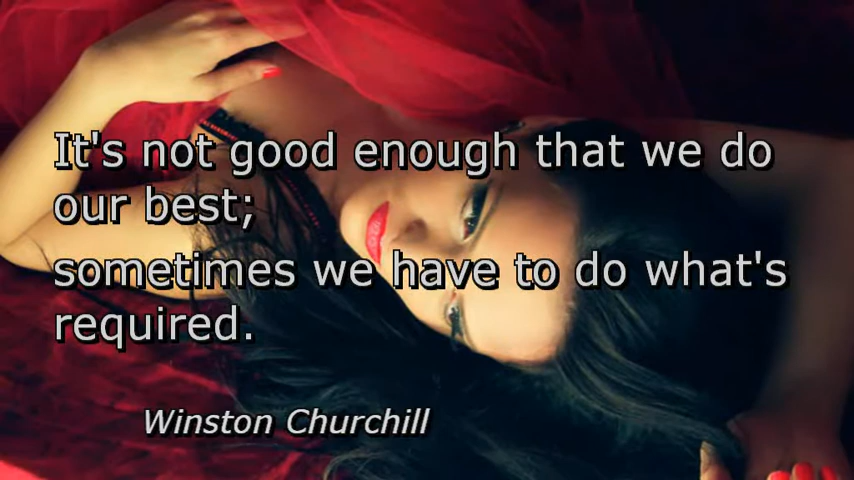 It's not good enough that we do
our best;
sometimes we have to do what's
required.
Winston Churchill